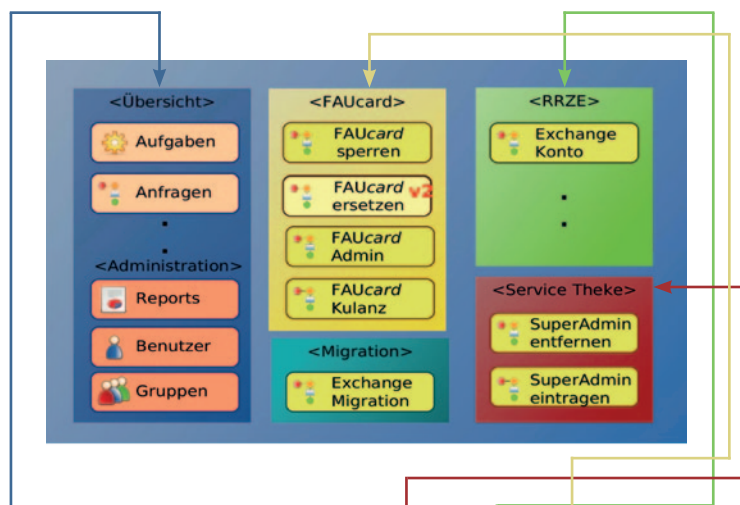 <Übersicht>
Aufgaben
Anfragen
<Administration>
Reports
Benutzer
Gruppen
<FAUcard>
FAUcard
sperren
FAUcard
ersetzen v2
FAUcard
Admin
FAUcard
Kulanz
<Migration>
Exchange
Migration
<RRZE>
Exchange
Konto
<Service Theke>
SuperAdmin
entfernen
SuperAdmin
eintragen